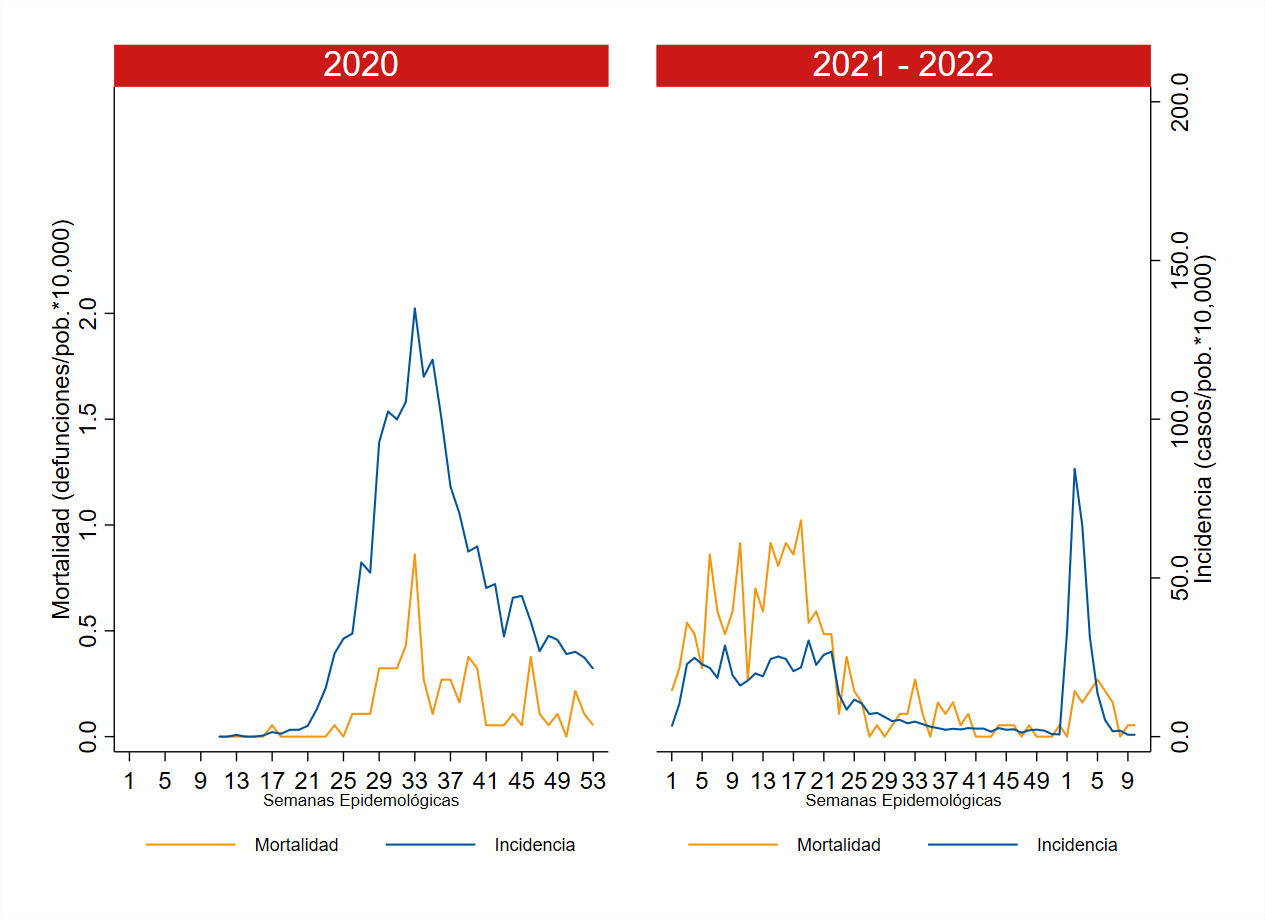 2020
2021 - 2022
Mortalidad (defunciones/pob.*10,000)
2.0
1.5
1.0
0.5
0.0
200.0
150.0
100.0
50.0
0.0
Incidencia (casos/pob.*10,000)
1 5 9 13 17 21 25 29 33 37 41 45 49 53
1 5 9 13 17 21 25 29 33 37 41 45 49 1 5 9
Semanas Epidemológicas
Semanas Epidemológicas
Mortalidad Incidencia
Mortalidad Incidencia